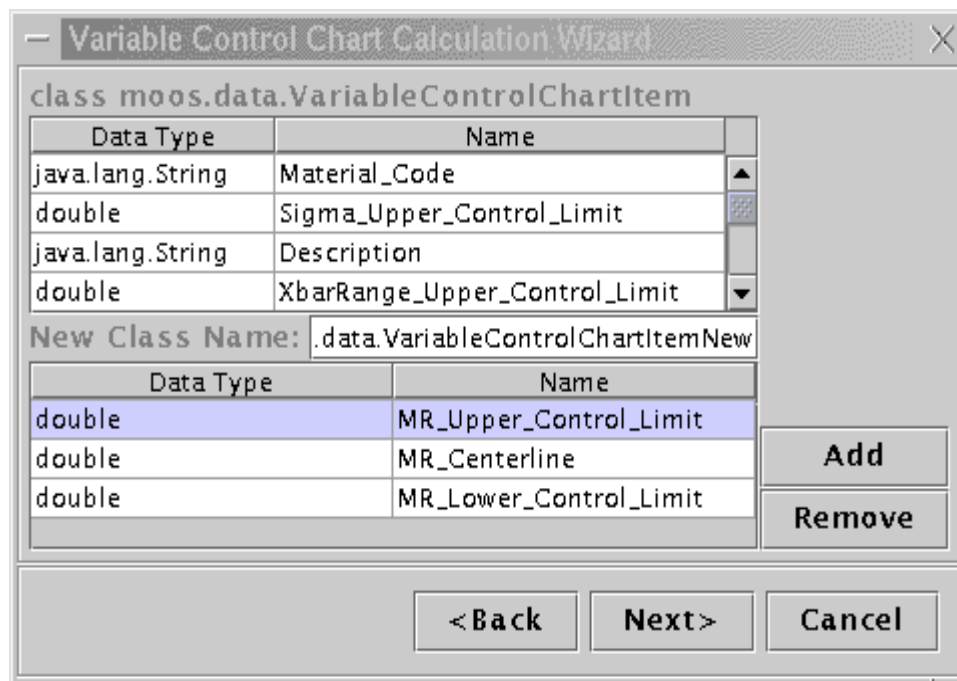 Variable Control Chart Calculation Wizard
class moos.data.VariableControlChartItem
Data Type Name
java.lang.String Material_Code
double Sigma_Upper_Control_Limit
java.lang.String Description
double XbarRange_Upper_Control_Limit
New Class Name: .data.VariableControlChartItemNew
Data Type Name
double MR_Upper_Control_Limit
double MR_Centerline
double MR_Lower_Control_Limit
Add
Remove
<Back Next> Cancel